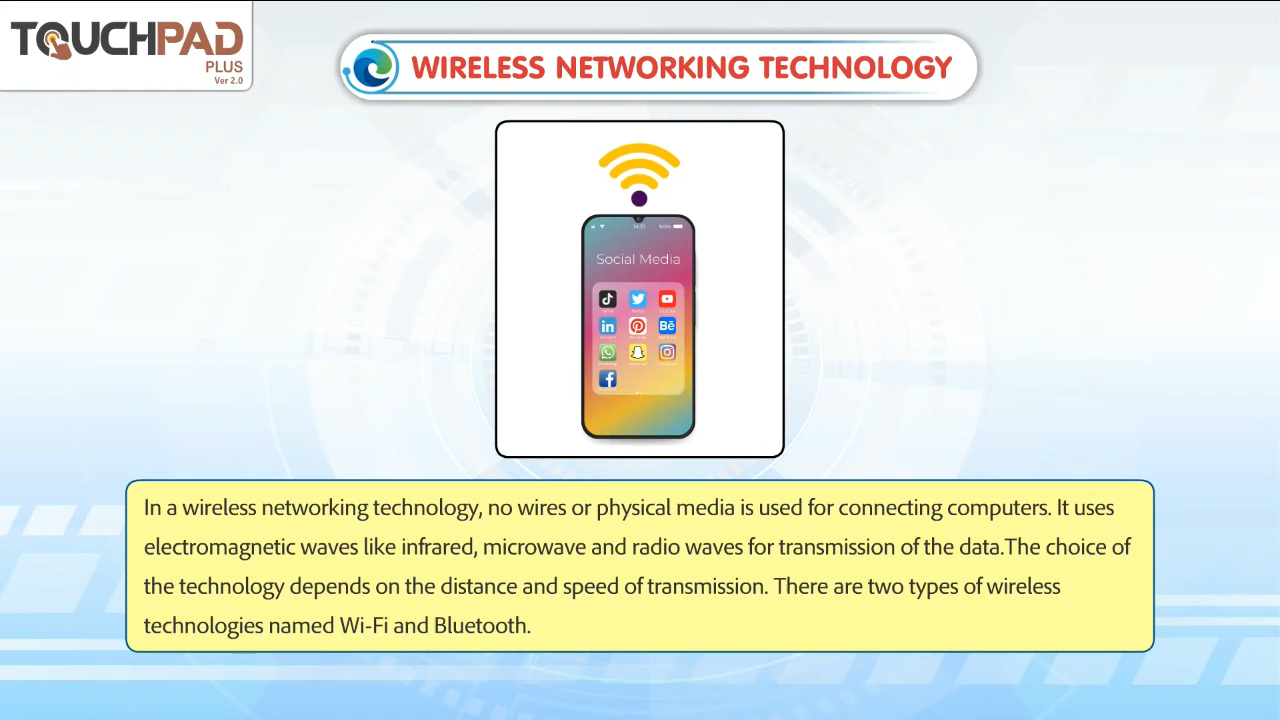 TOUCHPAD
PLUS
Ver 2.0
WIRELESS NETWORKING TECHNOLOGY
Social Media
In a wireless networking technology, no wires or physical media is used for connecting computers. It uses
electromagnetic waves like infrared, microwave and radio waves for transmission of the data.The choice of
the technology depends on the distance and speed of transmission. There are two types of wireless
technologies named Wi-Fi and Bluetooth.